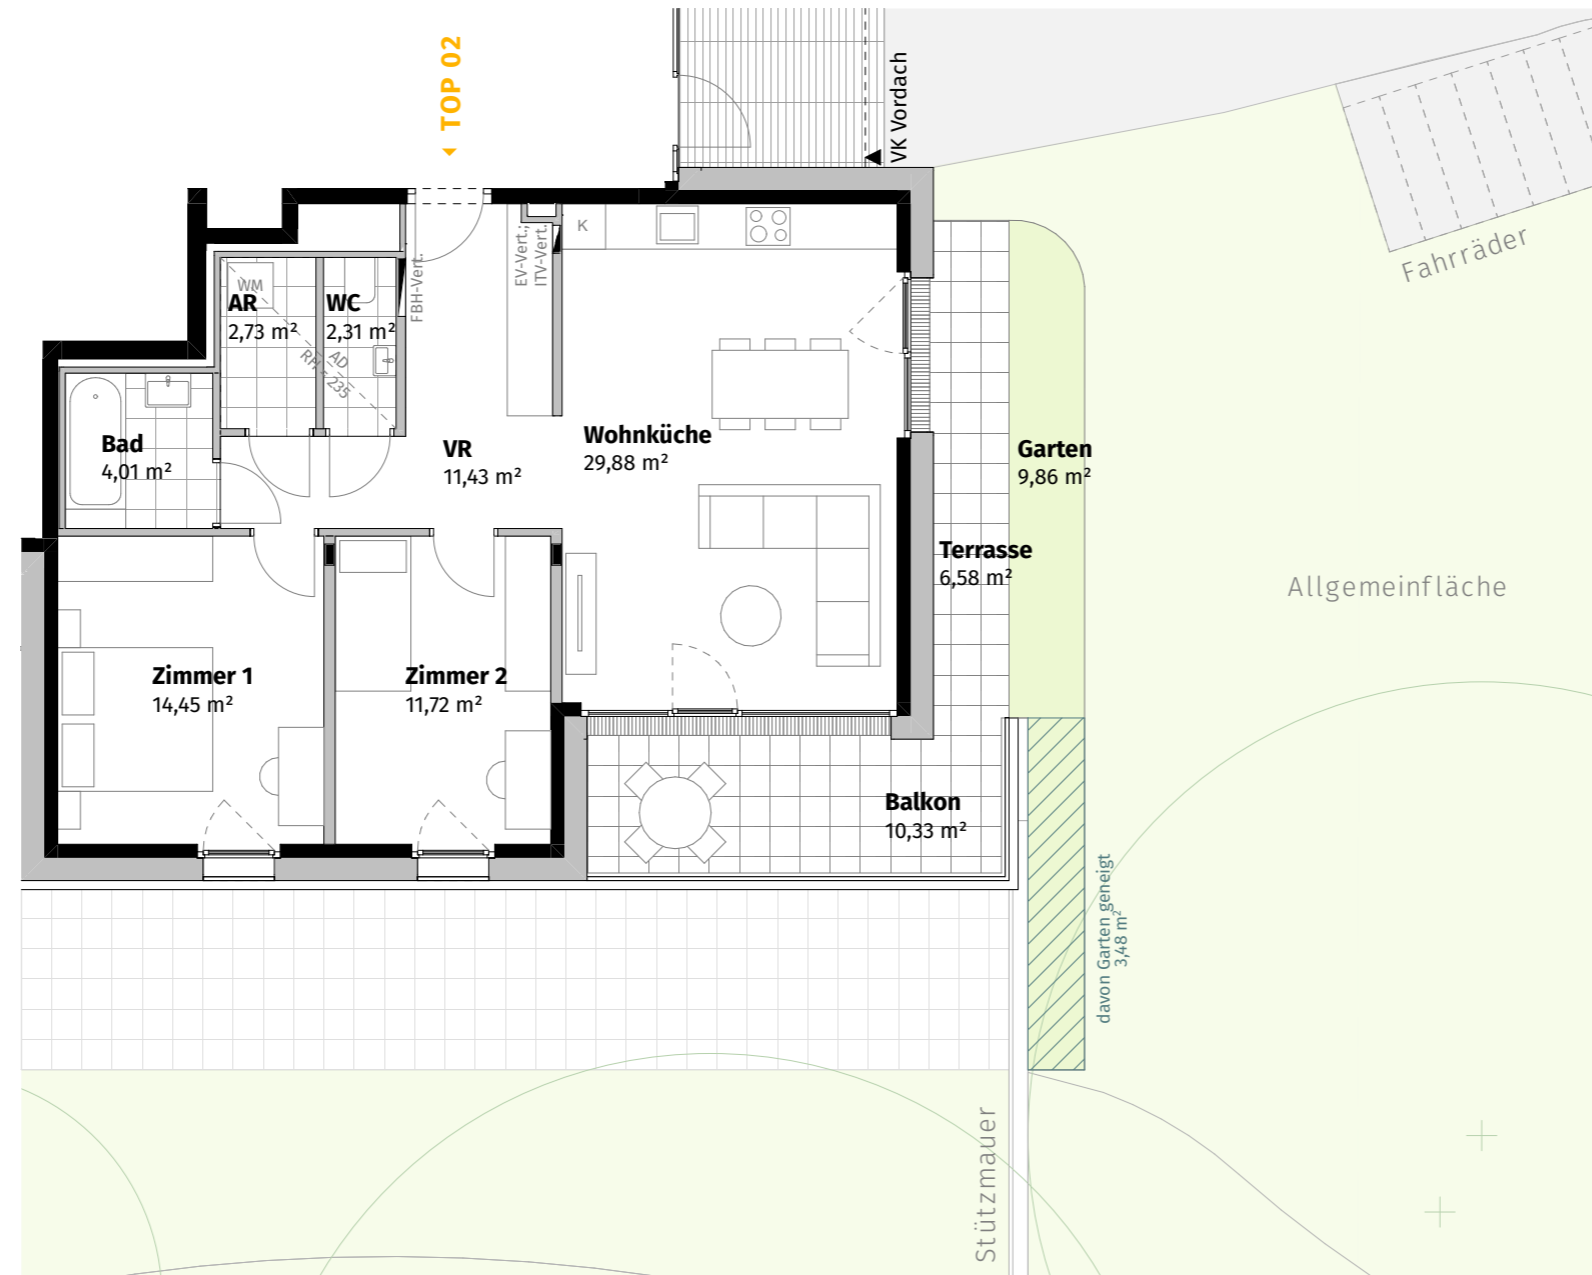 ◄ TOP 02
VK Vordach
Fahrräder
K
EV-Vert.;
ITV-Vert.
FBH-Vert.
WM
AR
2,73 m²
WC
2,31 m²
AD
RH = 235
Bad
4,01 m²
VR
11,43 m²
Wohnküche
29,88 m²
Garten
9,86 m²
Terrasse
6,58 m²
Allgemeinfläche
Zimmer 1
14,45 m²
Zimmer 2
11,72 m²
Balkon
10,33 m²
davon Garten geneigt
3,48 m²
Stützmauer